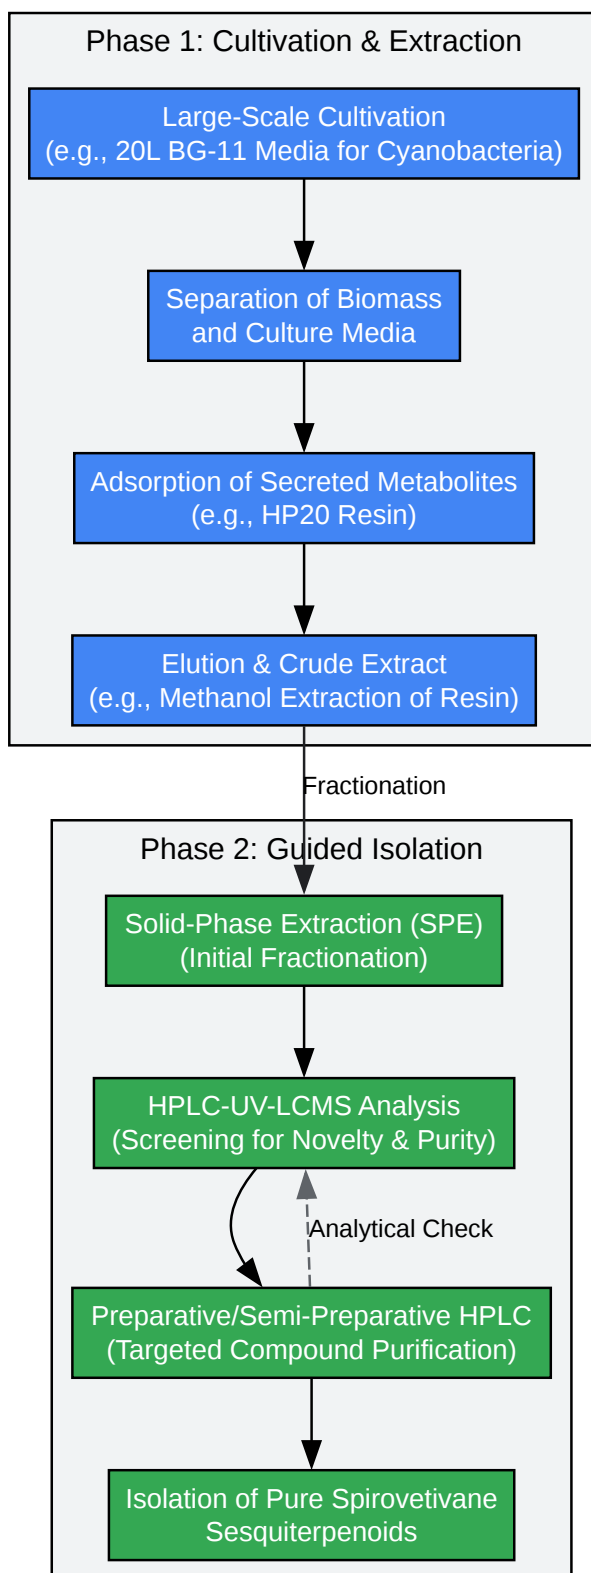 Phase 1: Cultivation & Extraction
Large-Scale Cultivation
(e.g., 20L BG-11 Media for Cyanobacteria)
Separation of Biomass
and Culture Media
Adsorption of Secreted Metabolites
(e.g., HP20 Resin)
Elution & Crude Extract
(e.g., Methanol Extraction of Resin)
Fractionation
Phase 2: Guided Isolation
Solid-Phase Extraction (SPE)
(Initial Fractionation)
HPLC-UV-LCMS Analysis
(Screening for Novelty & Purity)
Analytical Check
Preparative/Semi-Preparative HPLC
(Targeted Compound Purification)
Isolation of Pure Spirovetivane
Sesquiterpenoids